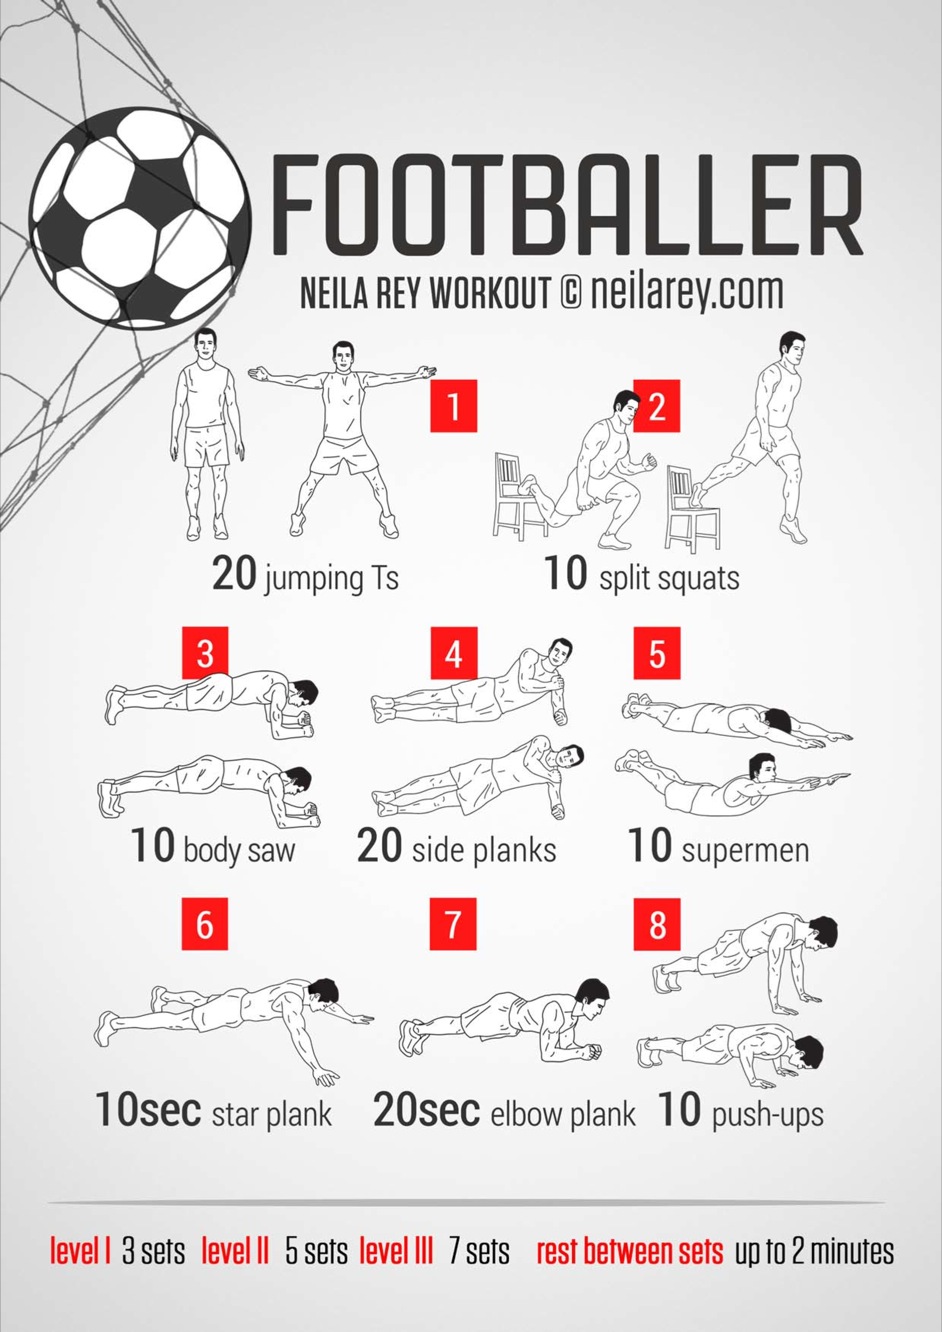 FOOTBALLER
NEILA REY WORKOUT © neilarey.com
1
2
20 jumping Ts
10 split squats
3
4
5
10 body saw
20 side planks
10 supermen
6
7
8
10sec star plank
20sec elbow plank
10 push-ups
level I 3 sets level II 5 sets level III 7 sets rest between sets up to 2 minutes